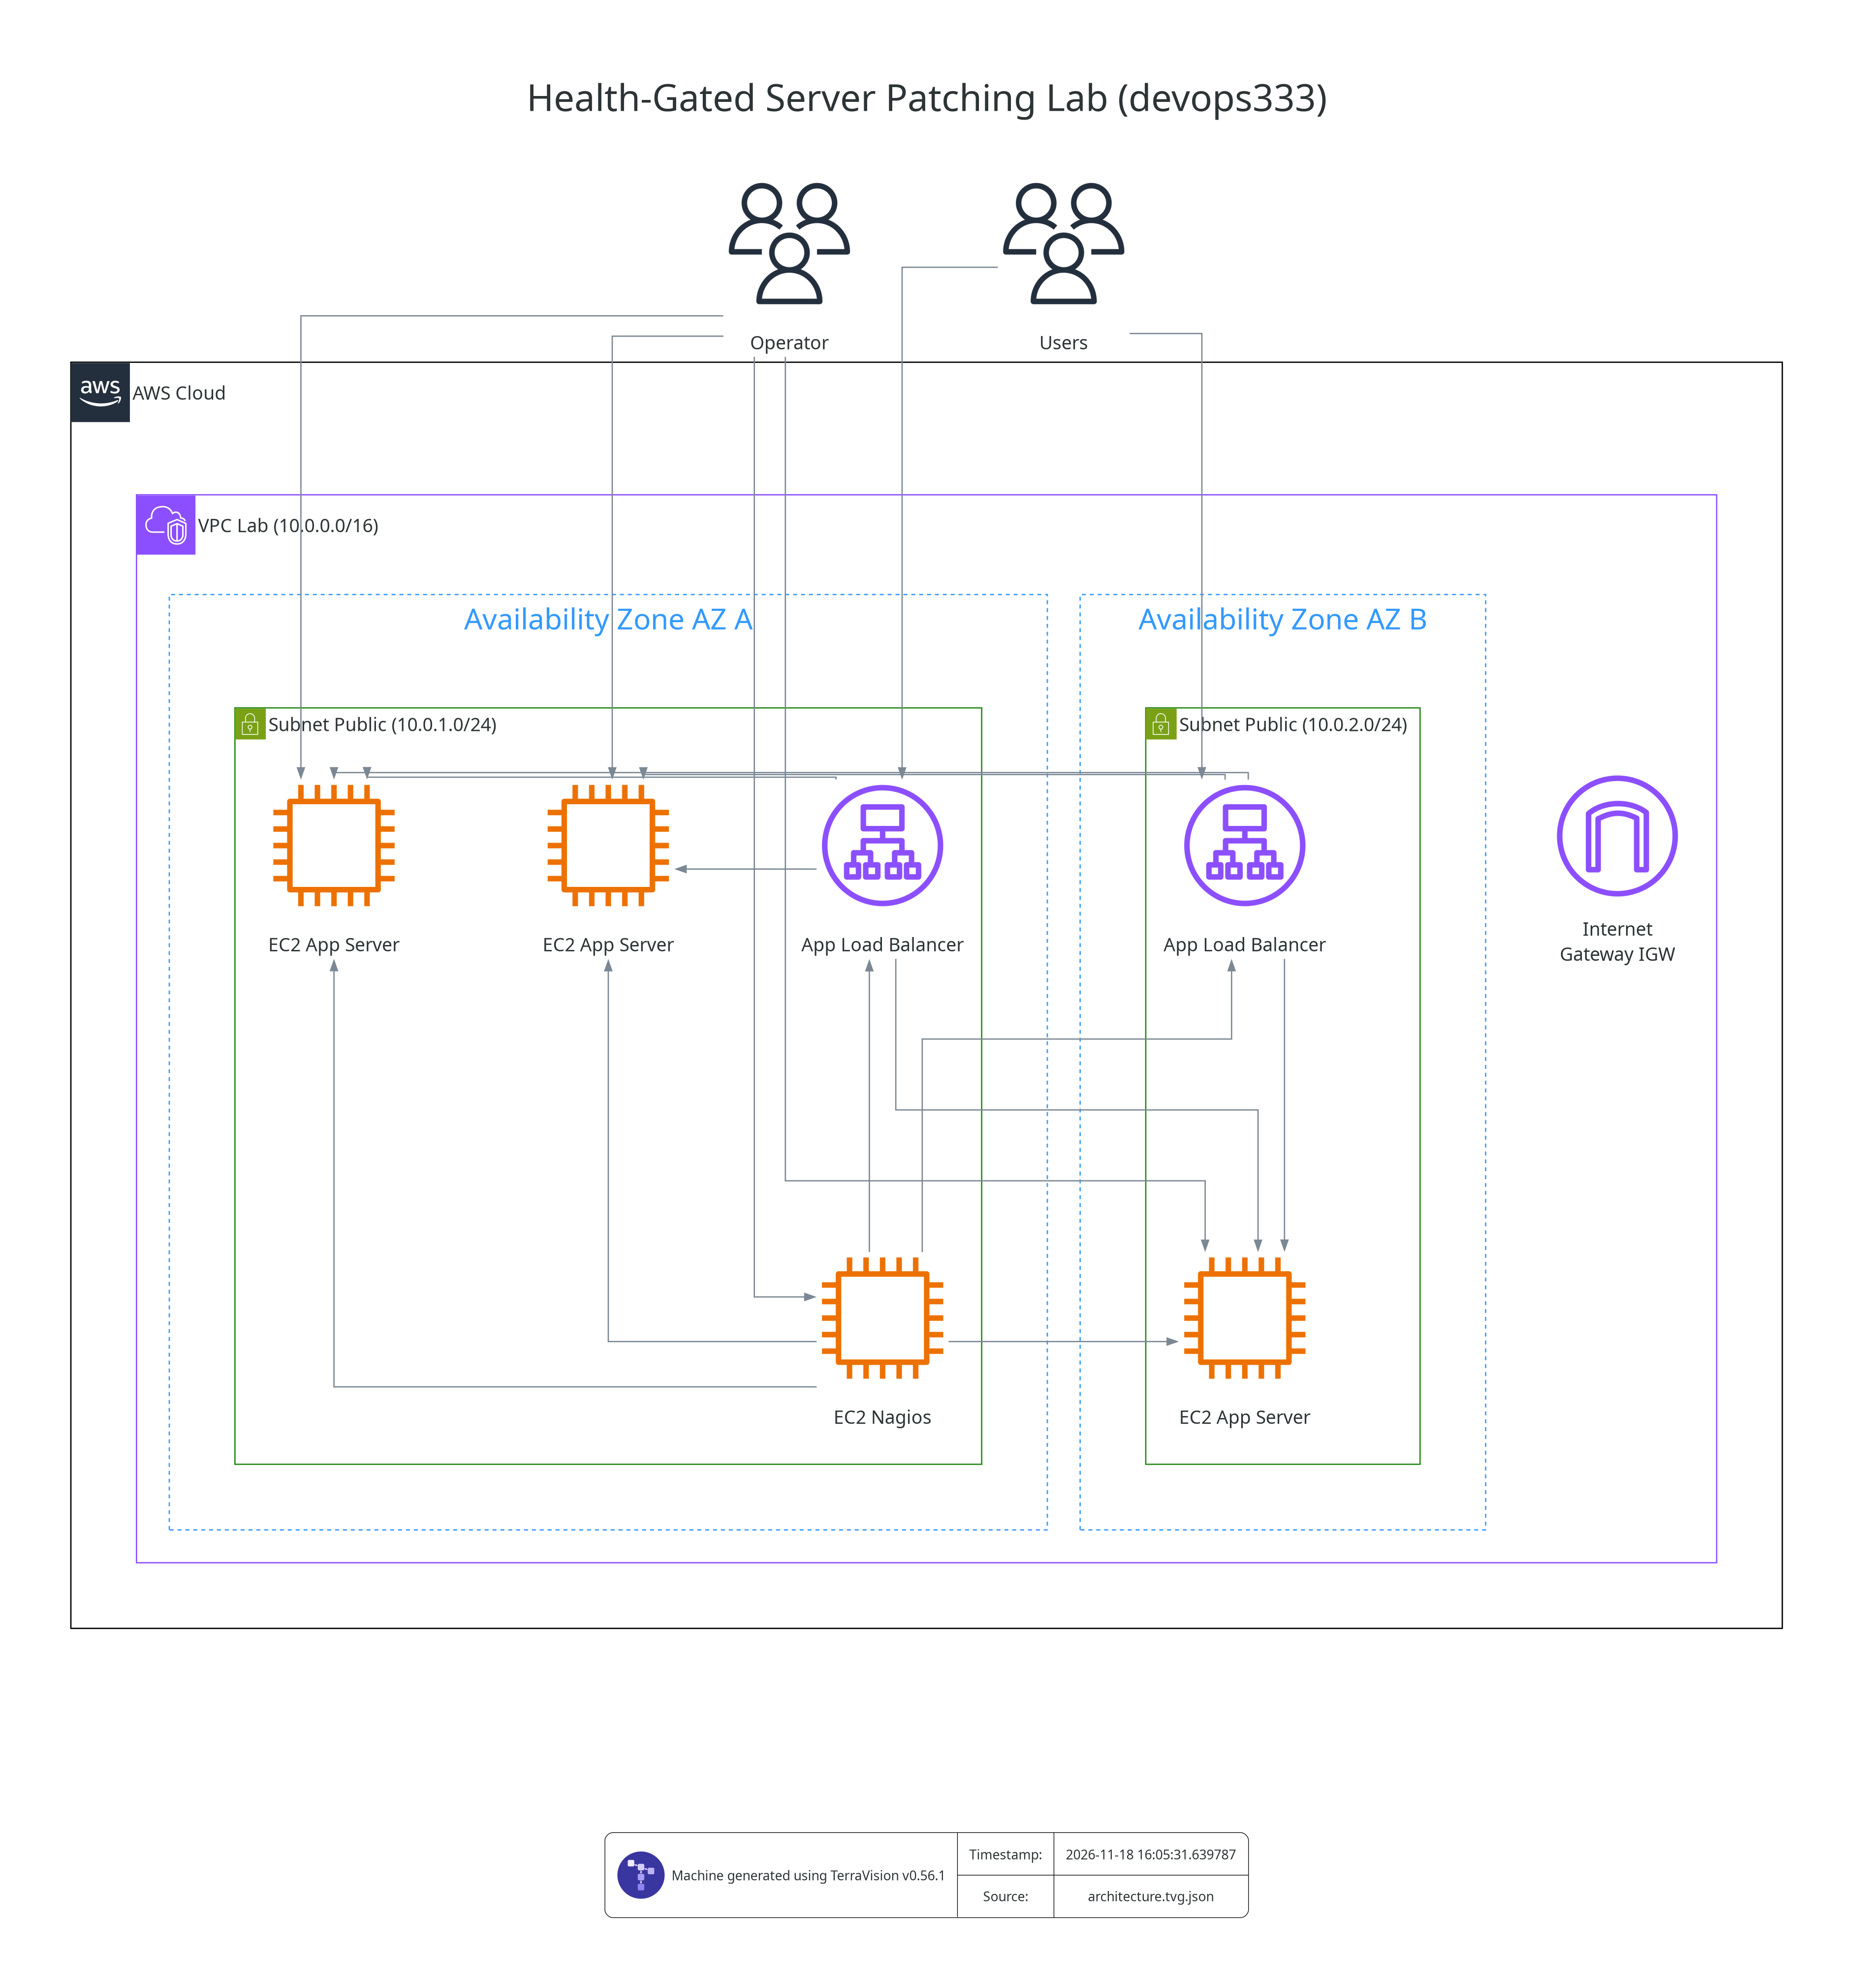 Health-Gated Server Patching Lab (devops333)
Operator
Users
aws
AWS Cloud
VPC Lab (10.0.0.0/16)
Availability Zone AZ A
Availability Zone AZ B
Subnet Public (10.0.1.0/24)
Subnet Public (10.0.2.0/24)
EC2 App Server
EC2 App Server
App Load Balancer
App Load Balancer
Internet
Gateway IGW
EC2 Nagios
EC2 App Server
Machine generated using TerraVision v0.56.1
Timestamp:
2026-11-18 16:05:31.639787
Source:
architecture.tvg.json